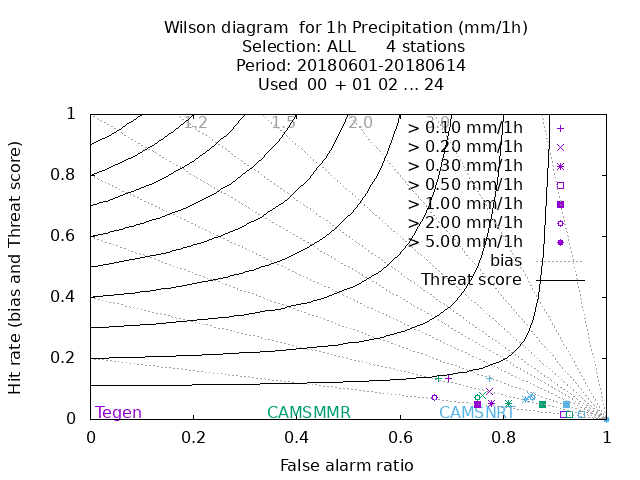 Wilson diagram  for 1h Precipitation (mm/1h)
Selection: ALL      4 stations
Period: 20180601-20180614
Used  00  + 01 02 ... 24
1.2 1.5 2.0 3.0
> 0.10 mm/1h
> 0.20 mm/1h
> 0.30 mm/1h
> 0.50 mm/1h
> 1.00 mm/1h
> 2.00 mm/1h
> 5.00 mm/1h
bias
Threat score
Hit rate (bias and Threat score)
1
0.8
0.6
0.4
0.2
0
Tegen CAMSMMR CAMSNRT
0 0.2 0.4 0.6 0.8 1
False alarm ratio